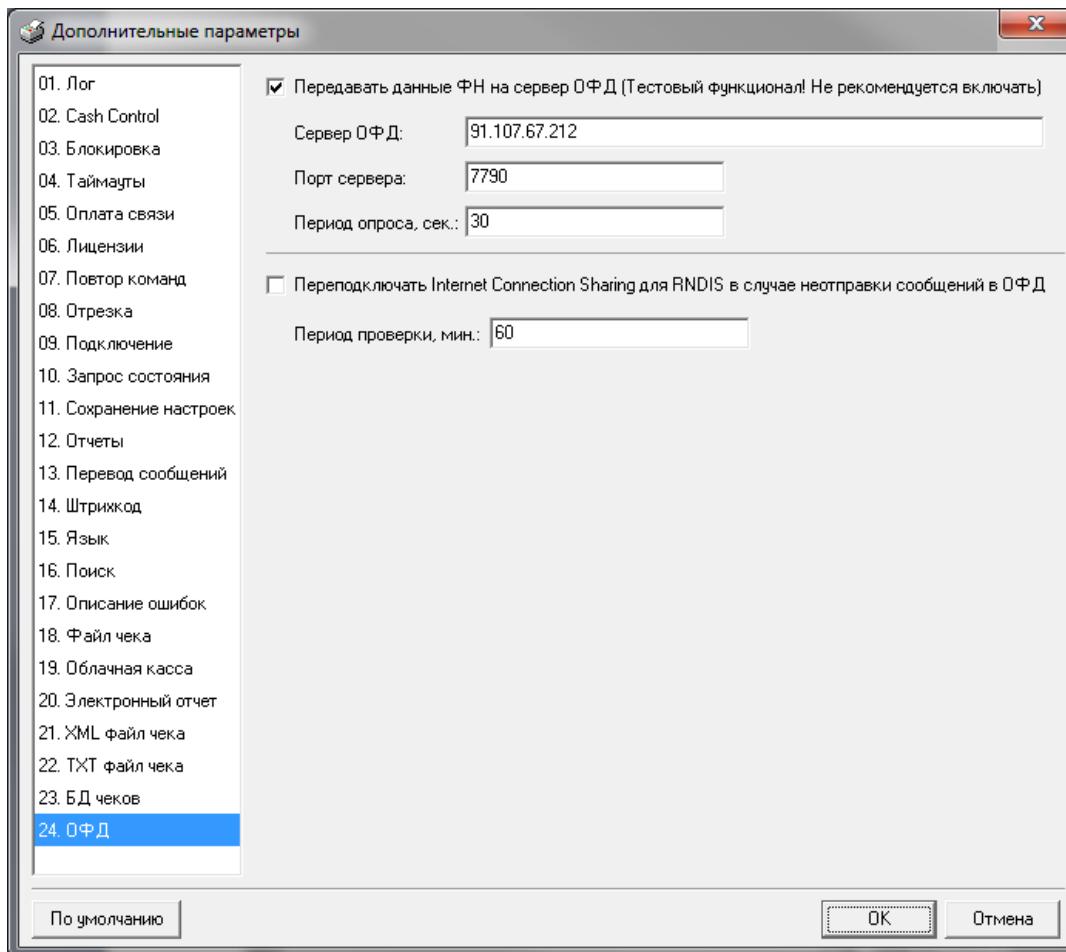 Дополнительные параметры
01. Лог
02. Cash Control
03. Блокировка
04. Таймауты
05. Оплата связи
06. Лицензии
07. Повтор команд
08. Отрезка
09. Подключение
10. Запрос состояния
11. Сохранение настроек
12. Отчеты
13. Перевод сообщений
14. Штрихкод
15. Язык
16. Поиск
17. Описание ошибок
18. Файл чека
19. Облачная касса
20. Электронный отчет
21. XML файл чека
22. TXT файл чека
23. БД чеков
24. ОФД
Передавать данные ФН на сервер ОФД (Тестовый функционал! Не рекомендуется включать)
Сервер ОФД: 91.107.67.212
Порт сервера: 7790
Период опроса, сек.: 30
Переподключать Internet Connection Sharing для RNDIS в случае неотправки сообщений в ОФД
Период проверки, мин.: 60
По умолчанию
OK
Отмена